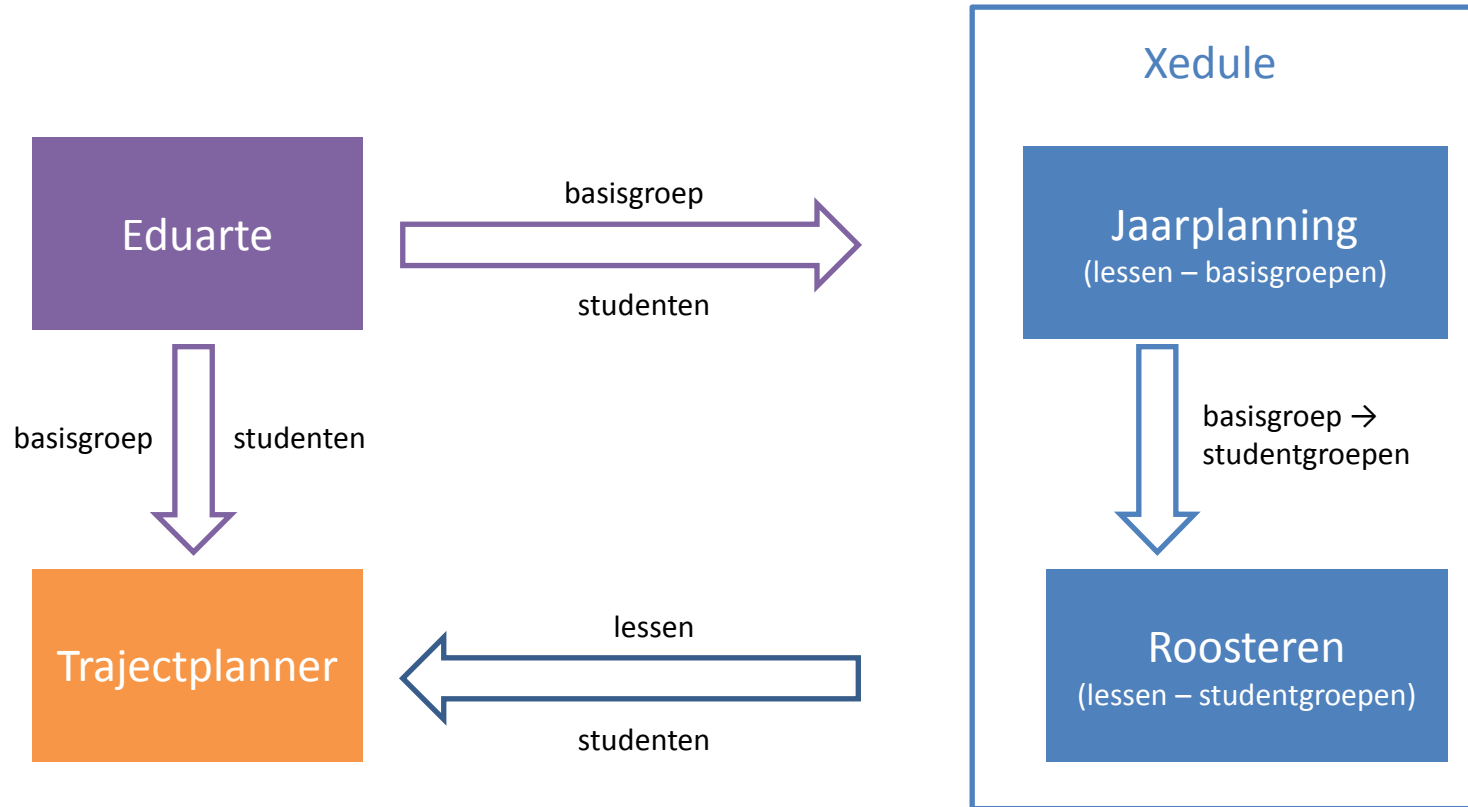 Xedule
Eduarte
basisgroep
studenten
Jaarplanning
(lessen – basisgroepen)
basisgroep
studenten
basisgroep →
studentgroepen
Trajectplanner
lessen
studenten
Roosteren
(lessen – studentgroepen)